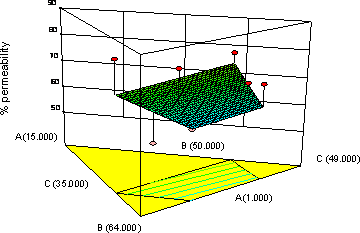 90
80
70
60
50
% permeability
A(15.000)
B (50.000)
C (49.000)
C (35.000)
A(1.000)
B (64.000)